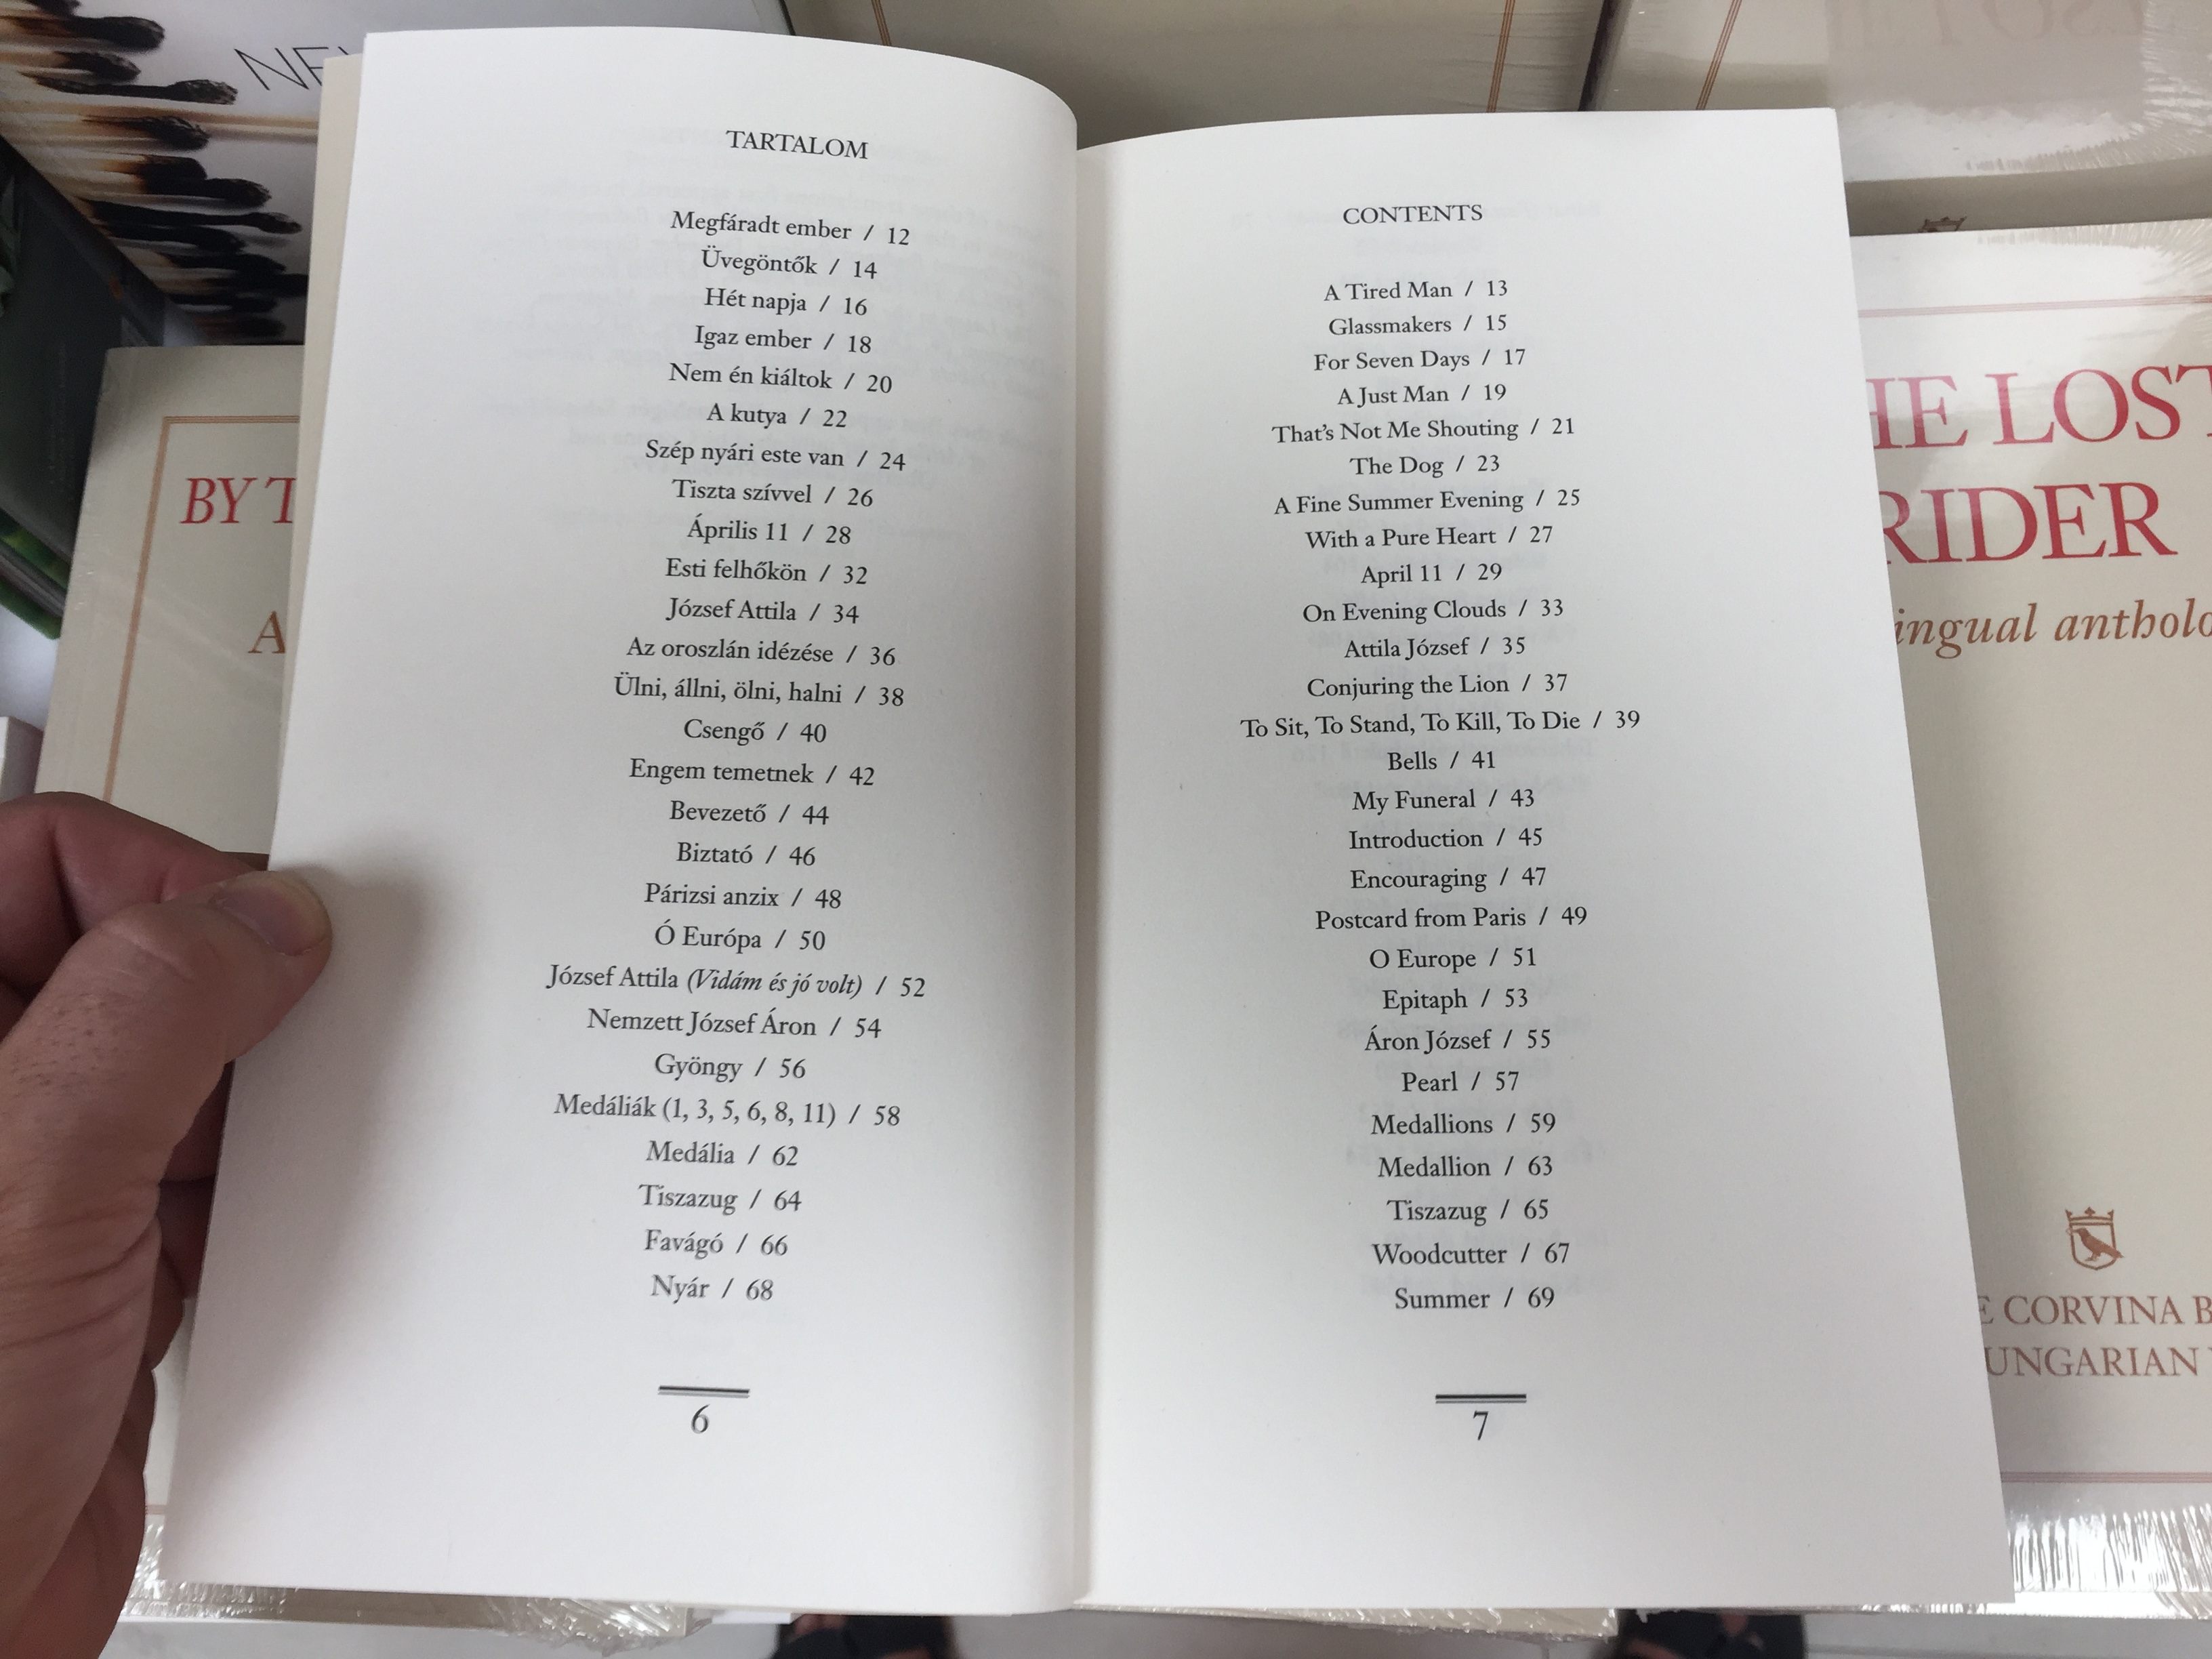 TARTALOM
Megfáradt ember / 12
Üvegöntők / 14
Hét napja / 16
Igaz ember / 18
Nem én kiáltok / 20
A kutya / 22
Szép nyári este van / 24
Tiszta szívvel / 26
Április 11 / 28
Esti felhőkön / 32
József Attila / 34
Az oroszlán idézése / 36
Ülni, állni, ölni, halni / 38
Csengő / 40
Engem temetnek / 42
Bevezető / 44
Biztató / 46
Párizsi anzix / 48
Ó Európa / 50
József Attila (Vidám és jó volt) / 52
Nemzett József Áron / 54
Gyöngy / 56
Medáliák (1, 3, 5, 6, 8, 11) / 58
Medália / 62
Tiszazug / 64
Favágó / 66
Nyár / 68
6
CONTENTS
A Tired Man / 13
Glassmakers / 15
For Seven Days / 17
A Just Man / 19
That's Not Me Shouting / 21
The Dog / 23
A Fine Summer Evening / 25
With a Pure Heart / 27
April 11 / 29
On Evening Clouds / 33
Attila József / 35
Conjuring the Lion / 37
To Sit, To Stand, To Kill, To Die / 39
Bells / 41
My Funeral / 43
Introduction / 45
Encouraging / 47
Postcard from Paris / 49
O Europe / 51
Epitaph / 53
Áron József / 55
Pearl / 57
Medallions / 59
Medallion / 63
Tiszazug / 65
Woodcutter / 67
Summer / 69
7
BY T
A
HE LOST
RIDER
ingual antholo
E CORVINA B
UNGARIAN